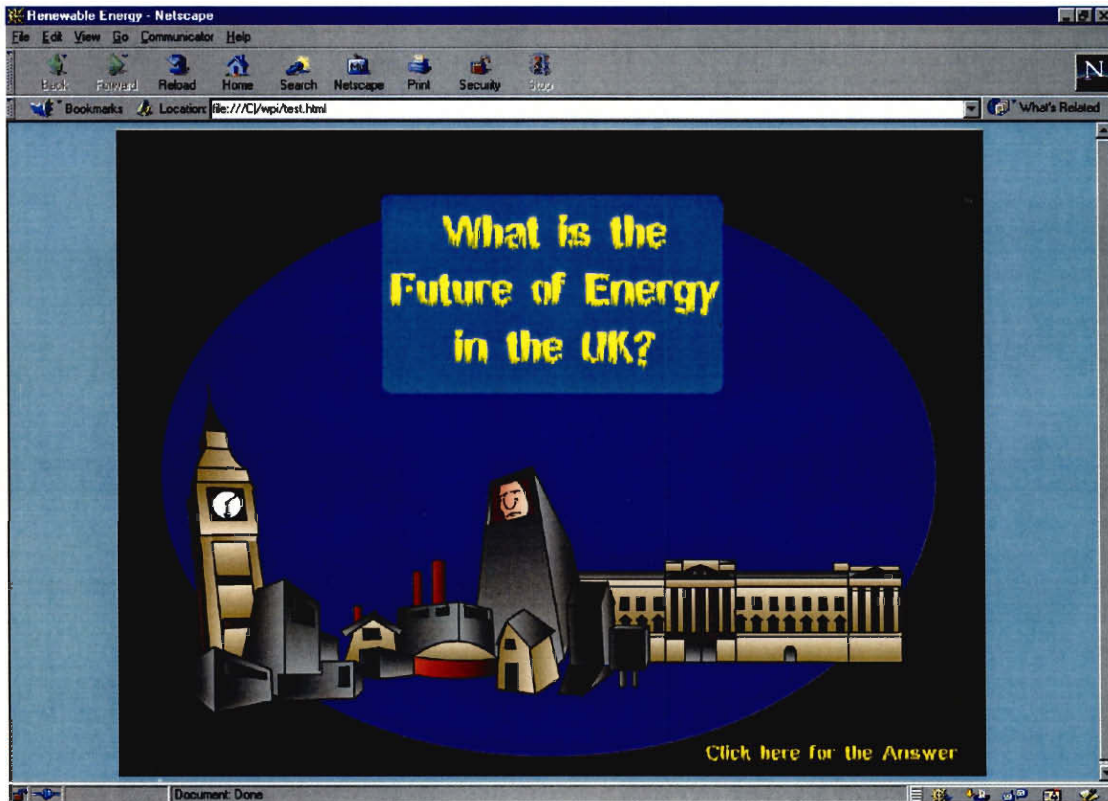 Renewable Energy - Netscape
File Edit View Go Communicator Help
Back Forward Reload Home Search Netscape Print Security Stop
N
Bookmarks Location: file:///C|/wpi/test.html What's Related
What is the
Future of Energy
in the UK?
Click here for the Answer
Document: Done